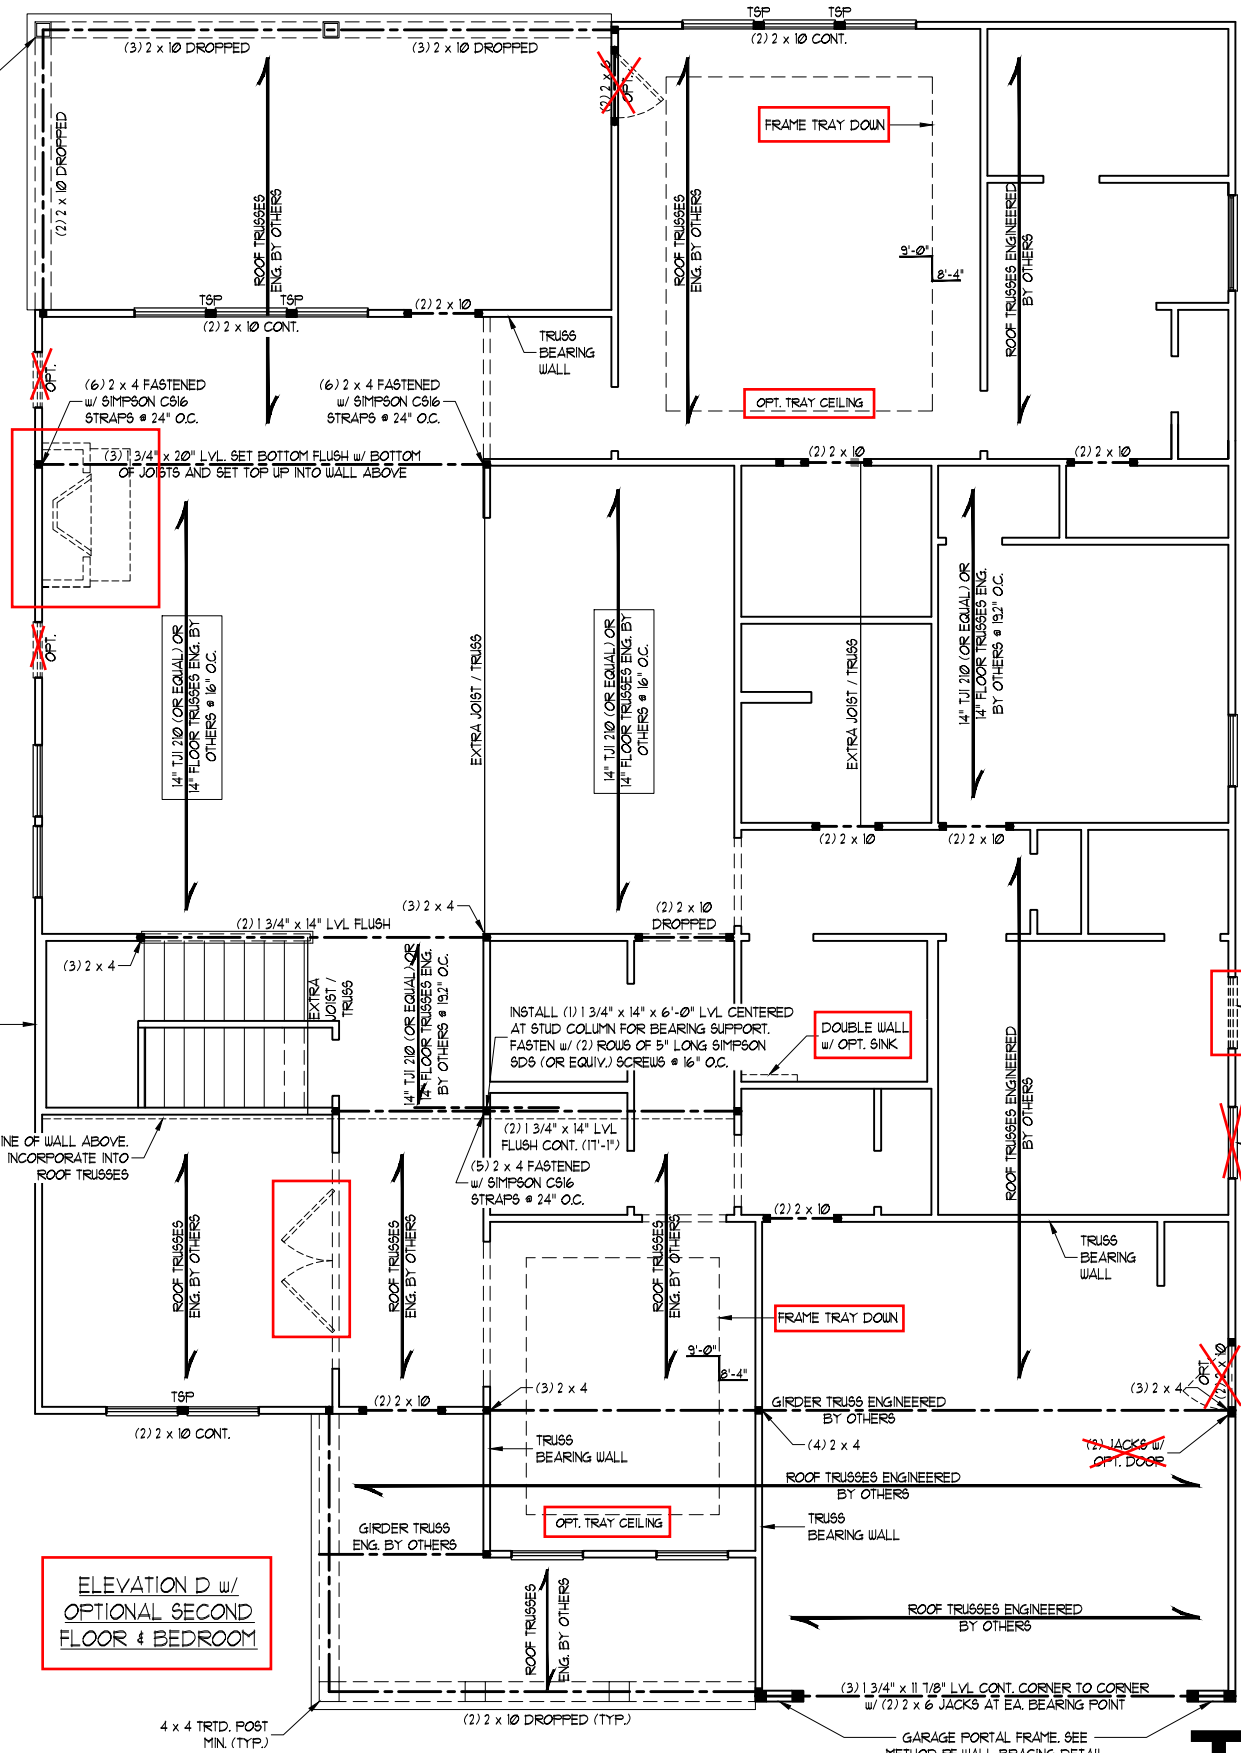 TSP
TSP
(3) 2 x 10 DROPPED
(3) 2 x 10 DROPPED
(2) 2 x 10 CONT.
(2) 2 x 10 DROPPED
FRAME TRAY DOWN
ROOF TRUSSES
ENG. BY OTHERS
ROOF TRUSSES
ENG. BY OTHERS
ROOF TRUSSES ENGINEERED
BY OTHERS
9'-0"
8'-4"
TSP
TSP
(2) 2 x 10
(2) 2 x 10 CONT.
TRUSS
BEARING
WALL
OPT.
(6) 2 x 4 FASTENED
w/ SIMPSON CS16
STRAPS @ 24" O.C.
(6) 2 x 4 FASTENED
w/ SIMPSON CS16
STRAPS @ 24" O.C.
OPT. TRAY CEILING
(3) 1 3/4" x 20" LVL. SET BOTTOM FLUSH w/ BOTTOM
OF JOISTS AND SET TOP UP INTO WALL ABOVE
(2) 2 x 10
(2) 2 x 10
OPT.
14" TJI 210 (OR EQUAL) OR
14" FLOOR TRUSSES ENG. BY
OTHERS @ 16" O.C.
EXTRA JOIST / TRUSS
14" TJI 210 (OR EQUAL) OR
14" FLOOR TRUSSES ENG. BY
OTHERS @ 16" O.C.
EXTRA JOIST / TRUSS
14" TJI 210 (OR EQUAL) OR
14" FLOOR TRUSSES ENG.
BY OTHERS @ 19.2" O.C.
(2) 2 x 10
(2) 2 x 10
(3) 2 x 4
(2) 2 x 10
DROPPED
(2) 1 3/4" x 14" LVL FLUSH
(3) 2 x 4
EXTRA
JOIST /
TRUSS
14" TJI 210 (OR EQUAL) OR
14" FLOOR TRUSSES ENG.
BY OTHERS @ 19.2" O.C.
INSTALL (1) 1 3/4" x 14" x 6'-0" LVL CENTERED
AT STUD COLUMN FOR BEARING SUPPORT.
FASTEN w/ (2) ROWS OF 5" LONG SIMPSON
SDS (OR EQUIV.) SCREWS @ 16" O.C.
DOUBLE WALL
w/ OPT. SINK
ROOF TRUSSES ENGINEERED
BY OTHERS
INE OF WALL ABOVE.
INCORPORATE INTO
ROOF TRUSSES
(2) 1 3/4" x 14" LVL
FLUSH CONT. (17'-1")
(5) 2 x 4 FASTENED
w/ SIMPSON CS16
STRAPS @ 24" O.C.
(2) 2 x 10
TRUSS
BEARING
WALL
ROOF TRUSSES
ENG. BY OTHERS
ROOF TRUSSES
ENG. BY OTHERS
ROOF TRUSSES
ENG. BY OTHERS
FRAME TRAY DOWN
9'-0"
8'-4"
OPT.
(2) 2 x 10
(3) 2 x 4
TSP
(2) 2 x 10
(3) 2 x 4
GIRDER TRUSS ENGINEERED
BY OTHERS
(2) 2 x 10 CONT.
TRUSS
BEARING WALL
(4) 2 x 4
(2) JACKS w/
OPT. DOOR
ROOF TRUSSES ENGINEERED
BY OTHERS
GIRDER TRUSS
ENG. BY OTHERS
OPT. TRAY CEILING
TRUSS
BEARING WALL
ELEVATION D w/
OPTIONAL SECOND
FLOOR & BEDROOM
ROOF TRUSSES
ENG. BY OTHERS
ROOF TRUSSES ENGINEERED
BY OTHERS
(3) 1 3/4" x 11 7/8" LVL CONT. CORNER TO CORNER
w/ (2) 2 x 6 JACKS AT EA. BEARING POINT
4 x 4 TRTD. POST
MIN. (TYP.)
(2) 2 x 10 DROPPED (TYP.)
GARAGE PORTAL FRAME. SEE
METHOD PF WALL BRACING DETAIL